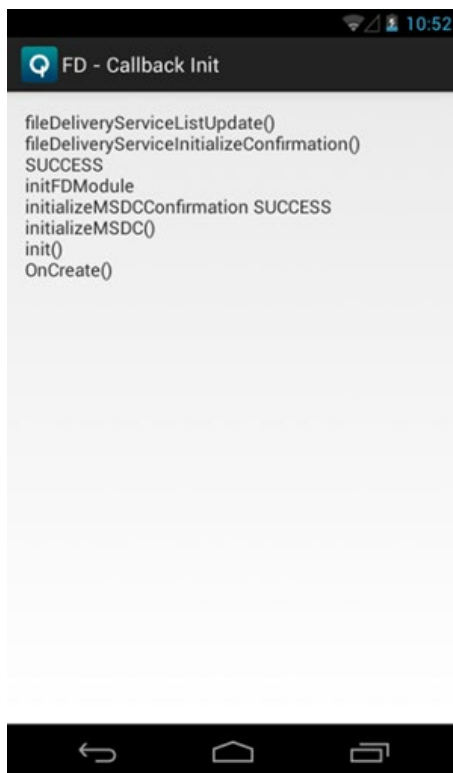 10:52
FD - Callback Init
fileDeliveryServiceListUpdate()
fileDeliveryServiceInitializeConfirmation()
SUCCESS
initFDModule
initializeMSDCConfirmation SUCCESS
initializeMSDC()
init()
OnCreate()